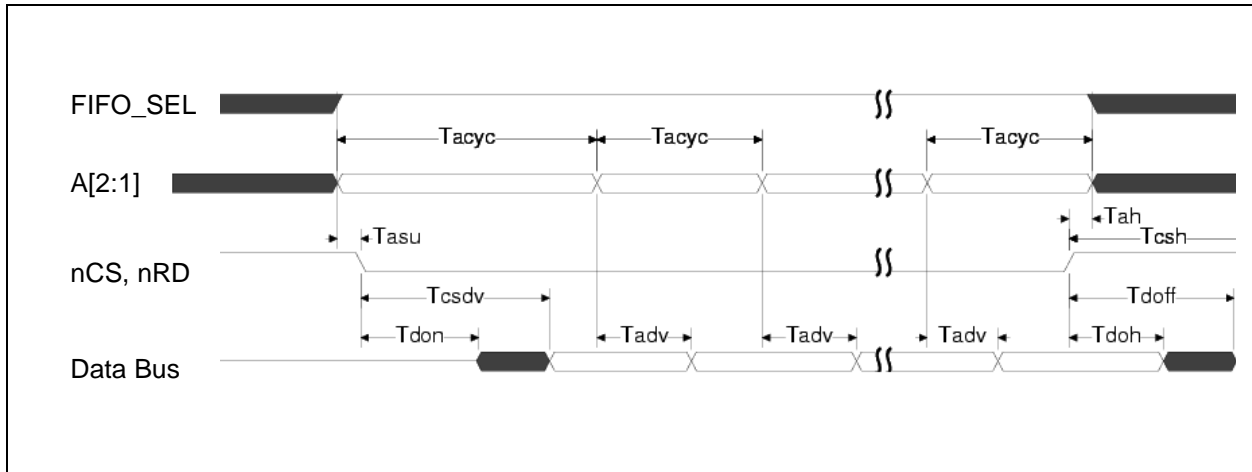 FIFO_SEL
Tacyc Tacyc Tacyc
A[2:1]
Tah
Tasu Tcsh
nCS, nRD
Tcsdv Tdoff
Tdon Tadv Tadv Tadv Tdoh
Data Bus